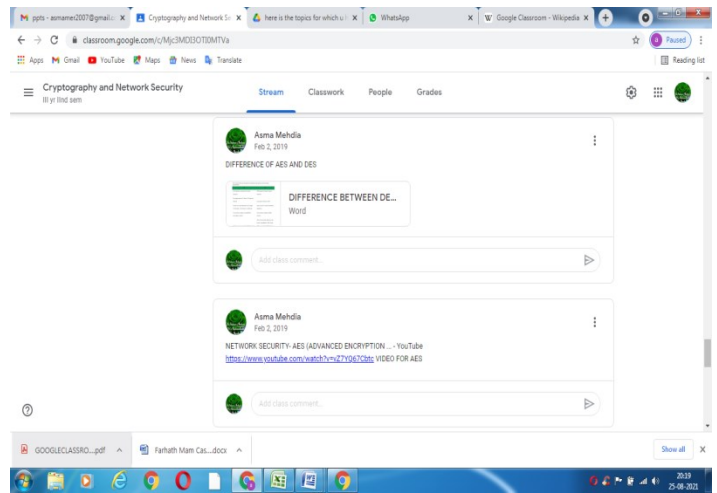 ppts - asmamer2007@gmail.c
Cryptography and Network Se
here is the topics for which u
WhatsApp
Google Classroom - Wikipedia
classroom.google.com/c/
Paused
Apps Gmail YouTube Maps News Translate Reading list
Cryptography and Network Security
III yr IInd sem
Stream Classwork People Grades
Asma Mehdia
Feb 2, 2019
DIFFERENCE OF AES AND DES
DIFFERENCE BETWEEN DE...
Word
Add class comment...
Asma Mehdia
Feb 2, 2019
NETWORK SECURITY- AES (ADVANCED ENCRYPTION ... - YouTube
https://www.youtube.com/watch?v=vZ7YQ67Cbtc VIDEO FOR AES
Add class comment...
GOOGLECLASSRO....pdf
Farhath Mam Cas....docx
Show all
20:19
25-08-2021